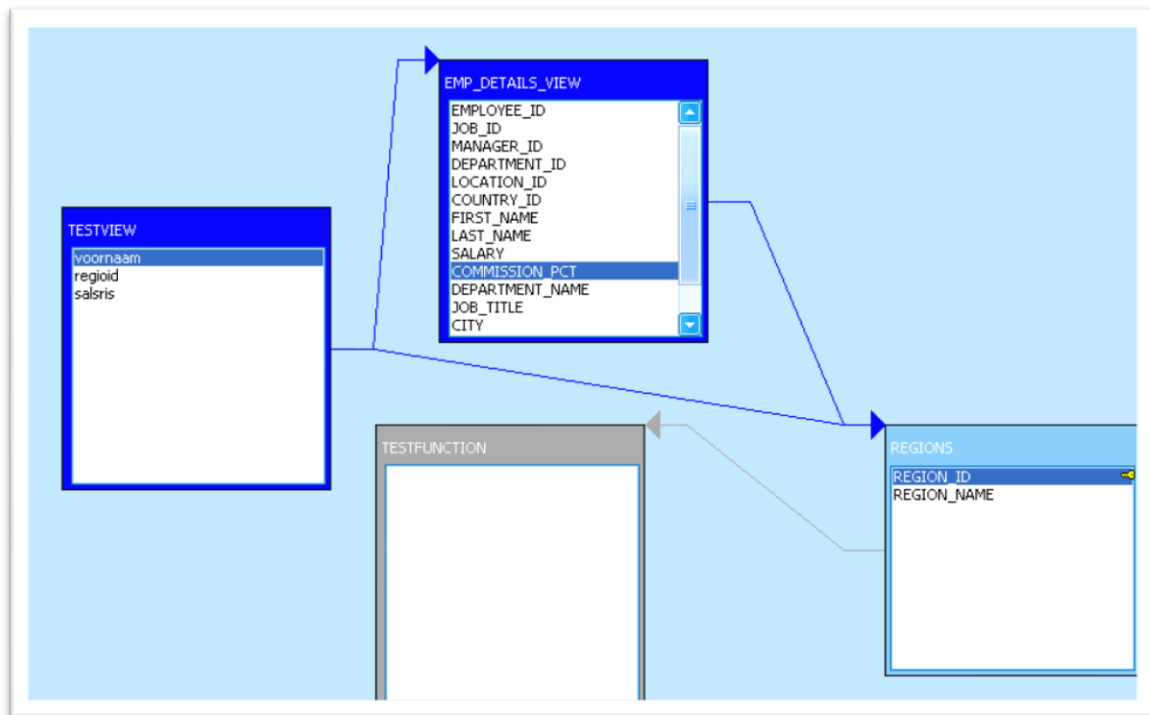 EMP_DETAILS_VIEW
EMPLOYEE_ID
JOB_ID
MANAGER_ID
DEPARTMENT_ID
LOCATION_ID
COUNTRY_ID
FIRST_NAME
LAST_NAME
SALARY
COMMISSION_PCT
DEPARTMENT_NAME
JOB_TITLE
CITY
TESTVIEW
voornaam
regioid
salsris
TESTFUNCTION
REGIONS
REGION_ID
REGION_NAME